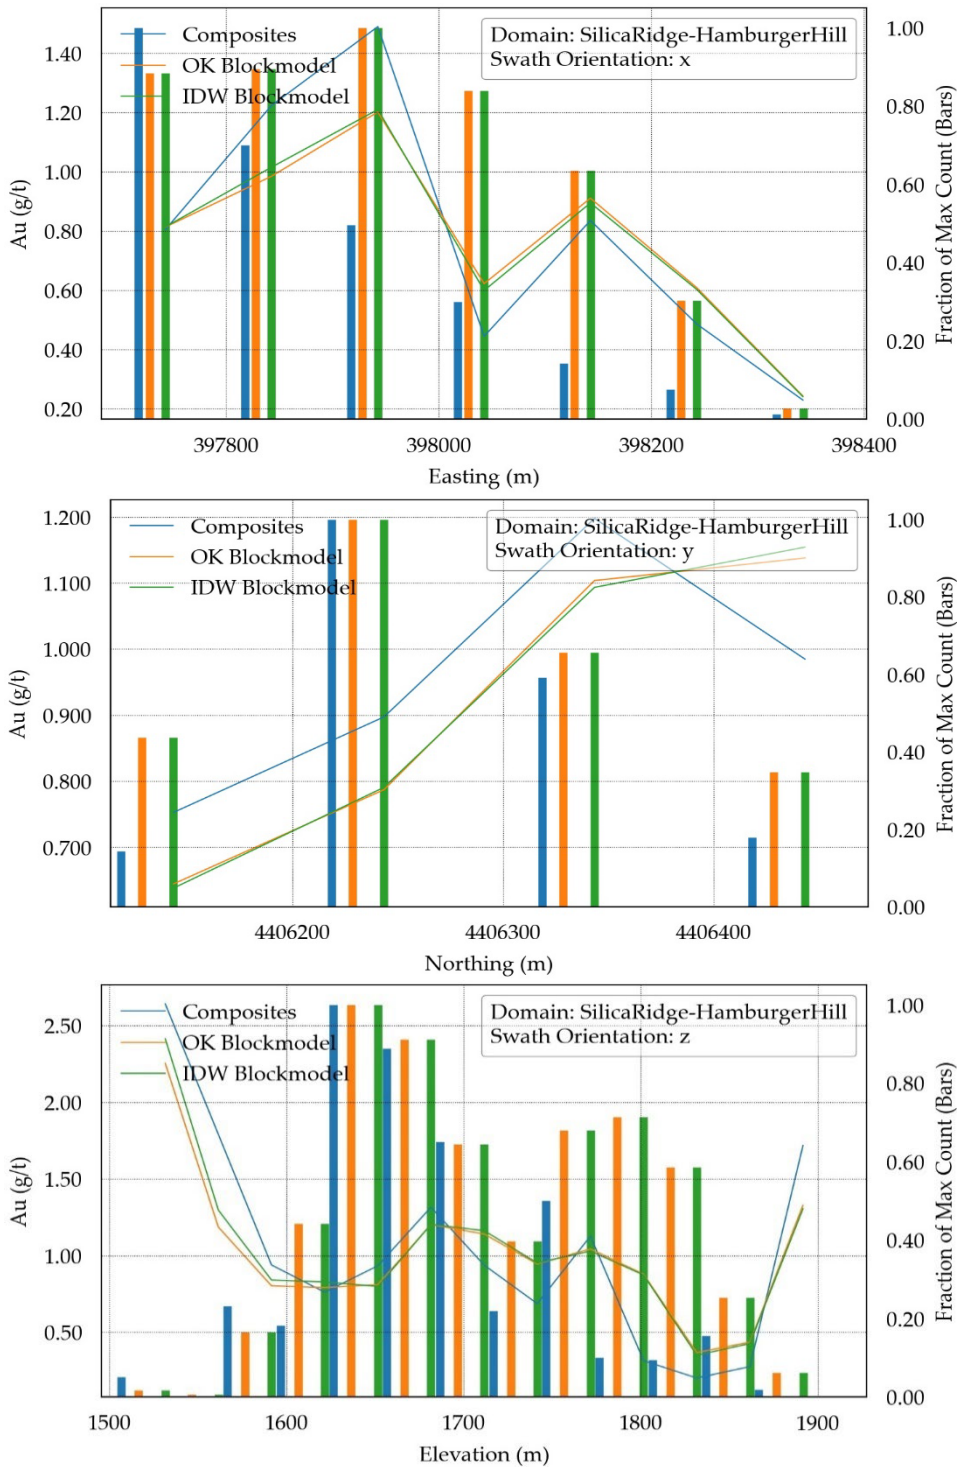 Composites
OK Blockmodel
IDW Blockmodel
Domain: SilicaRidge-HamburgerHill
Swath Orientation: x
Au (g/t)
1.40
1.20
1.00
0.80
0.60
0.40
0.20
1.00
0.80
0.60
0.40
0.20
0.00
Fraction of Max Count (Bars)
397800
398000
398200
398400
Easting (m)
Composites
OK Blockmodel
IDW Blockmodel
Domain: SilicaRidge-HamburgerHill
Swath Orientation: y
Au (g/t)
1.200
1.100
1.000
0.900
0.800
0.700
1.00
0.80
0.60
0.40
0.20
0.00
Fraction of Max Count (Bars)
4406200
4406300
4406400
Northing (m)
Composites
OK Blockmodel
IDW Blockmodel
Domain: SilicaRidge-HamburgerHill
Swath Orientation: z
Au (g/t)
2.50
2.00
1.50
1.00
0.50
1.00
0.80
0.60
0.40
0.20
0.00
Fraction of Max Count (Bars)
1500
1600
1700
1800
1900
Elevation (m)